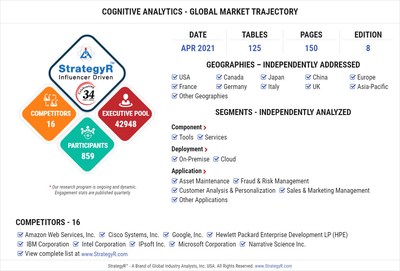 COGNITIVE ANALYTICS - GLOBAL MARKET TRAJECTORY
StrategyR
Influencer Driven
34
COMPETITORS
16
EXECUTIVE POOL
42948
PARTICIPANTS
859
* Our research program is ongoing and dynamic.
Engagement stats are published quarterly.
DATE TABLES PAGES EDITION
APR 2021 125 150 8
GEOGRAPHIES – INDEPENDENTLY ADDRESSED
USA Canada Japan China Europe
France Germany Italy UK Asia-Pacific
Other Geographies
SEGMENTS - INDEPENDENTLY ANALYZED
Component
Tools Services
Deployment
On-Premise Cloud
Application
Asset Maintenance Fraud & Risk Management
Customer Analytics & Personalization Sales & Marketing Management
Other Applications
COMPETITORS - 16
Amazon Web Services, Inc. Cisco Systems, Inc. Google, Inc. Hewlett Packard Enterprise Development LP (HPE)
IBM Corporation Intel Corporation IPsoft Inc. Microsoft Corporation Narrative Science Inc.
View complete list at www.StrategyR.com
StrategyR™ - A Brand of Global Industry Analysts, Inc. USA. All Rights Reserved, www.StrategyR.com